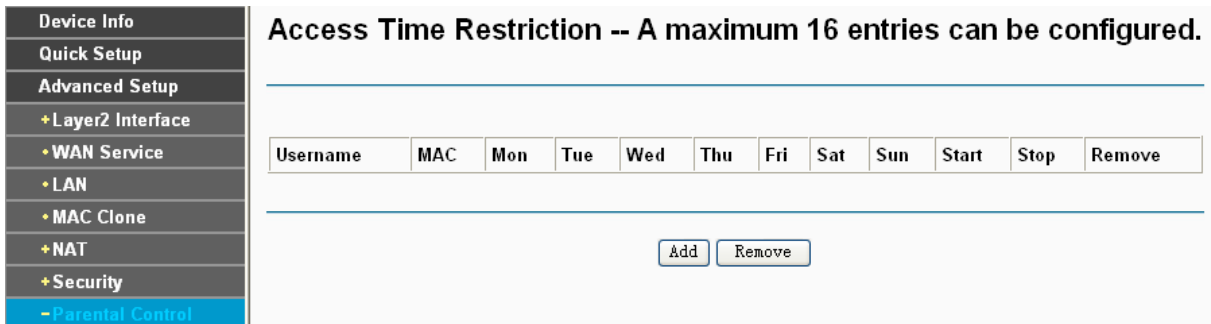 Device Info
Quick Setup
Advanced Setup
+Layer2 Interface
•WAN Service
•LAN
•MAC Clone
+NAT
+Security
-Parental Control
Access Time Restriction -- A maximum 16 entries can be configured.
Username MAC Mon Tue Wed Thu Fri Sat Sun Start Stop Remove
Add Remove